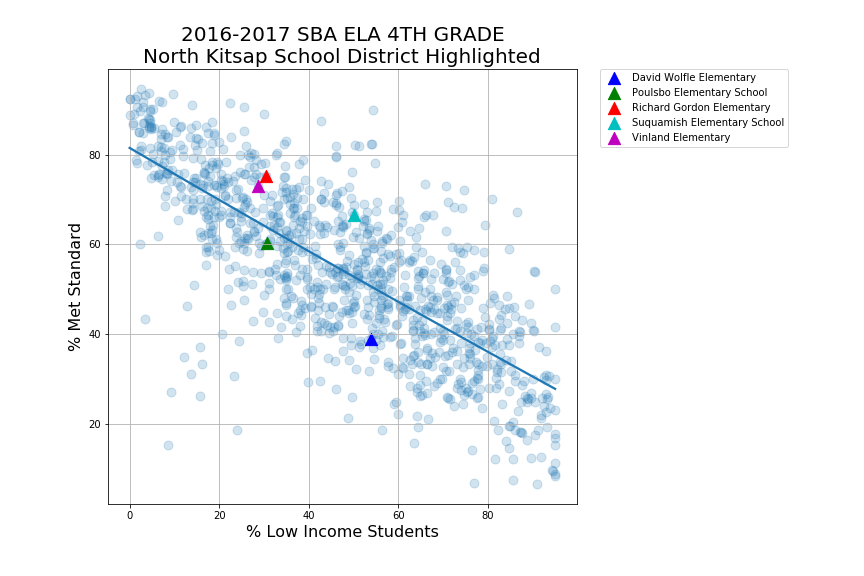 2016-2017 SBA ELA 4TH GRADE
North Kitsap School District Highlighted
David Wolfle Elementary
Poulsbo Elementary School
Richard Gordon Elementary
Suquamish Elementary School
Vinland Elementary
% Met Standard
80
60
40
20
0 20 40 60 80
% Low Income Students